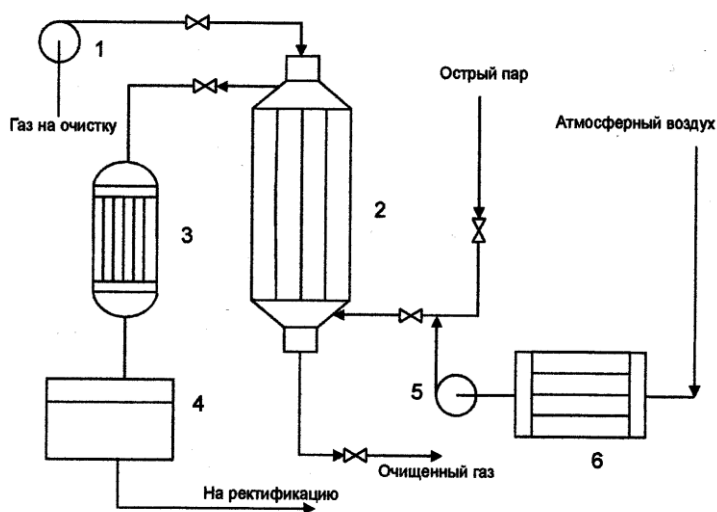 1
Острый пар
Газ на очистку
Атмосферный воздух
2
3
5
4
6
Очищенный газ
На ректификацию